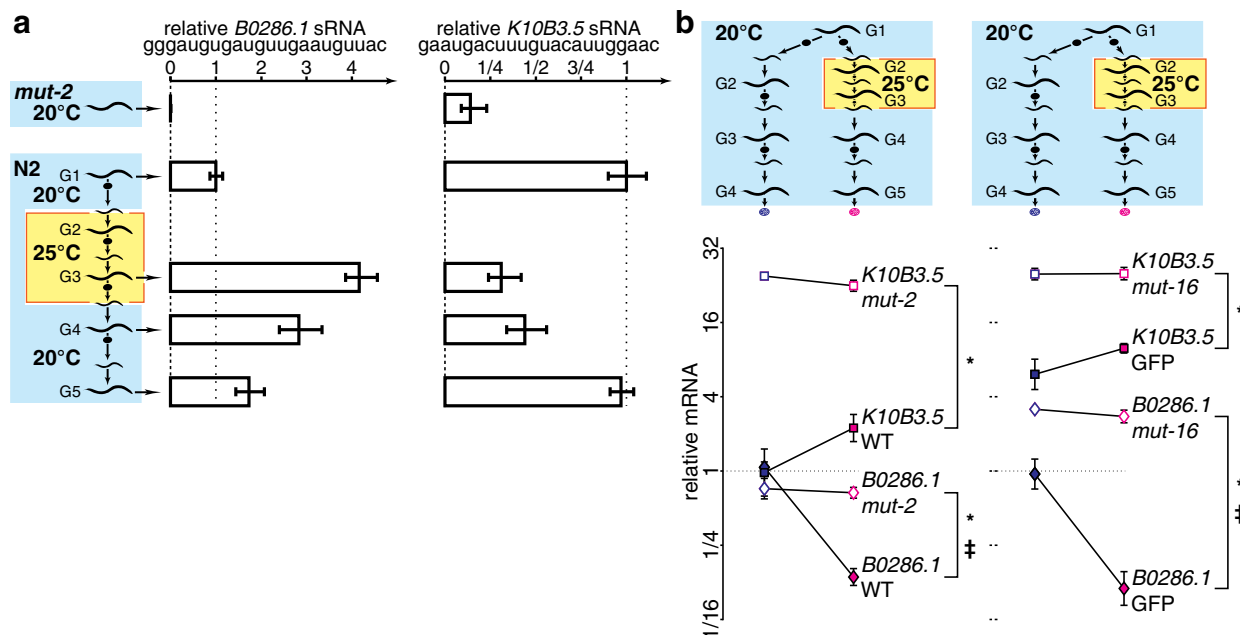 a
relative B0286.1 sRNA
gggaugugauguugaauguuac
0 1 2 3 4
relative K10B3.5 sRNA
gaaugacuuuguacauuggaac
0 1/4 1/2 3/4 1
mut-2
20°C
N2
G1
20°C
G2
25°C
G3
G4
20°C
G5
b
20°C
G1
G2
G2
25°C
G3
G3
G4
G4
G5
20°C
G1
G2
G2
25°C
G3
G3
G4
G4
G5
relative mRNA
32
16
4
1
1/4
1/16
K10B3.5
mut-2
*
K10B3.5
WT
B0286.1
mut-2
*
‡
B0286.1
WT
K10B3.5
mut-16
*
K10B3.5
GFP
B0286.1
mut-16
*
‡
B0286.1
GFP